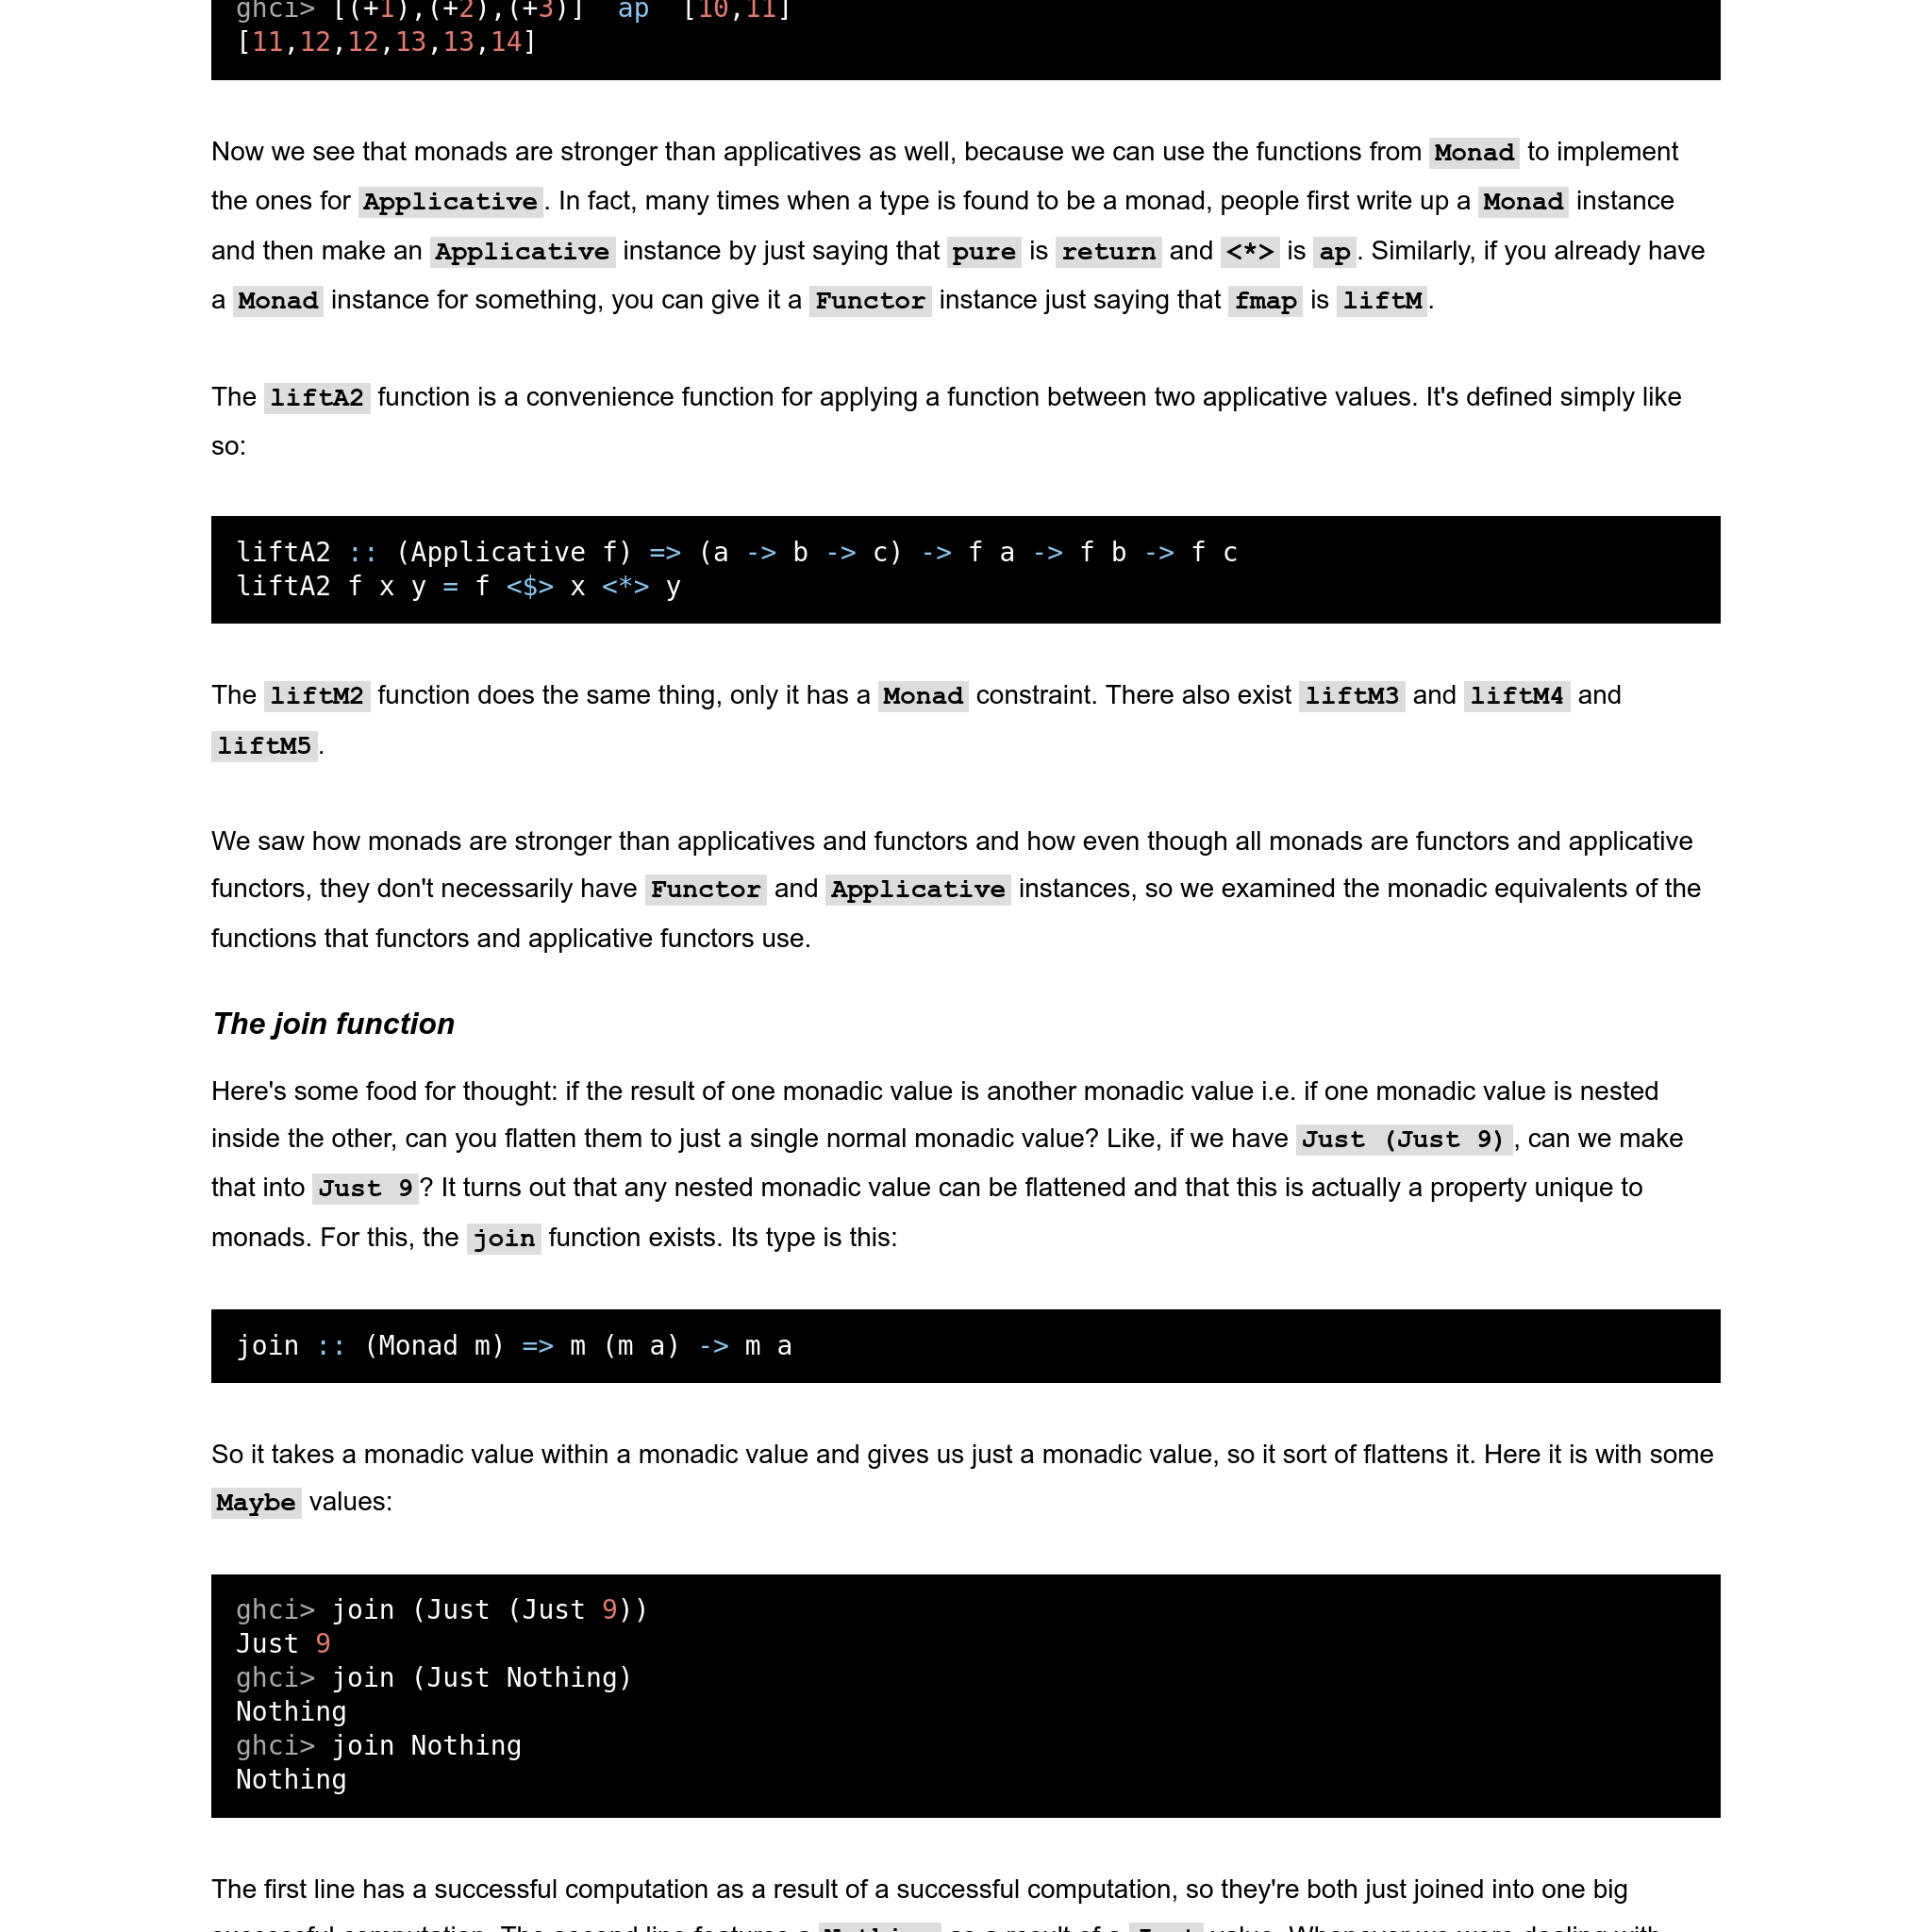 ghci> [(+1),(+2),(+3)] `ap` [10,11]
[11,12,12,13,13,14]
Now we see that monads are stronger than applicatives as well, because we can use the functions from Monad to implement
the ones for Applicative. In fact, many times when a type is found to be a monad, people first write up a Monad instance
and then make an Applicative instance by just saying that pure is return and <*> is ap. Similarly, if you already have
a Monad instance for something, you can give it a Functor instance just saying that fmap is liftM.
The liftA2 function is a convenience function for applying a function between two applicative values. It's defined simply like
so:
liftA2 :: (Applicative f) => (a -> b -> c) -> f a -> f b -> f c
liftA2 f x y = f <$> x <*> y
The liftM2 function does the same thing, only it has a Monad constraint. There also exist liftM3 and liftM4 and
liftM5.
We saw how monads are stronger than applicatives and functors and how even though all monads are functors and applicative
functors, they don't necessarily have Functor and Applicative instances, so we examined the monadic equivalents of the
functions that functors and applicative functors use.
The join function
Here's some food for thought: if the result of one monadic value is another monadic value i.e. if one monadic value is nested
inside the other, can you flatten them to just a single normal monadic value? Like, if we have Just (Just 9), can we make
that into Just 9? It turns out that any nested monadic value can be flattened and that this is actually a property unique to
monads. For this, the join function exists. Its type is this:
join :: (Monad m) => m (m a) -> m a
So it takes a monadic value within a monadic value and gives us just a monadic value, so it sort of flattens it. Here it is with some
Maybe values:
ghci> join (Just (Just 9))
Just 9
ghci> join (Just Nothing)
Nothing
ghci> join Nothing
Nothing
The first line has a successful computation as a result of a successful computation, so they're both just joined into one big
successful computation. The second line features a Nothing as a result of a Just value. Whenever we were dealing with